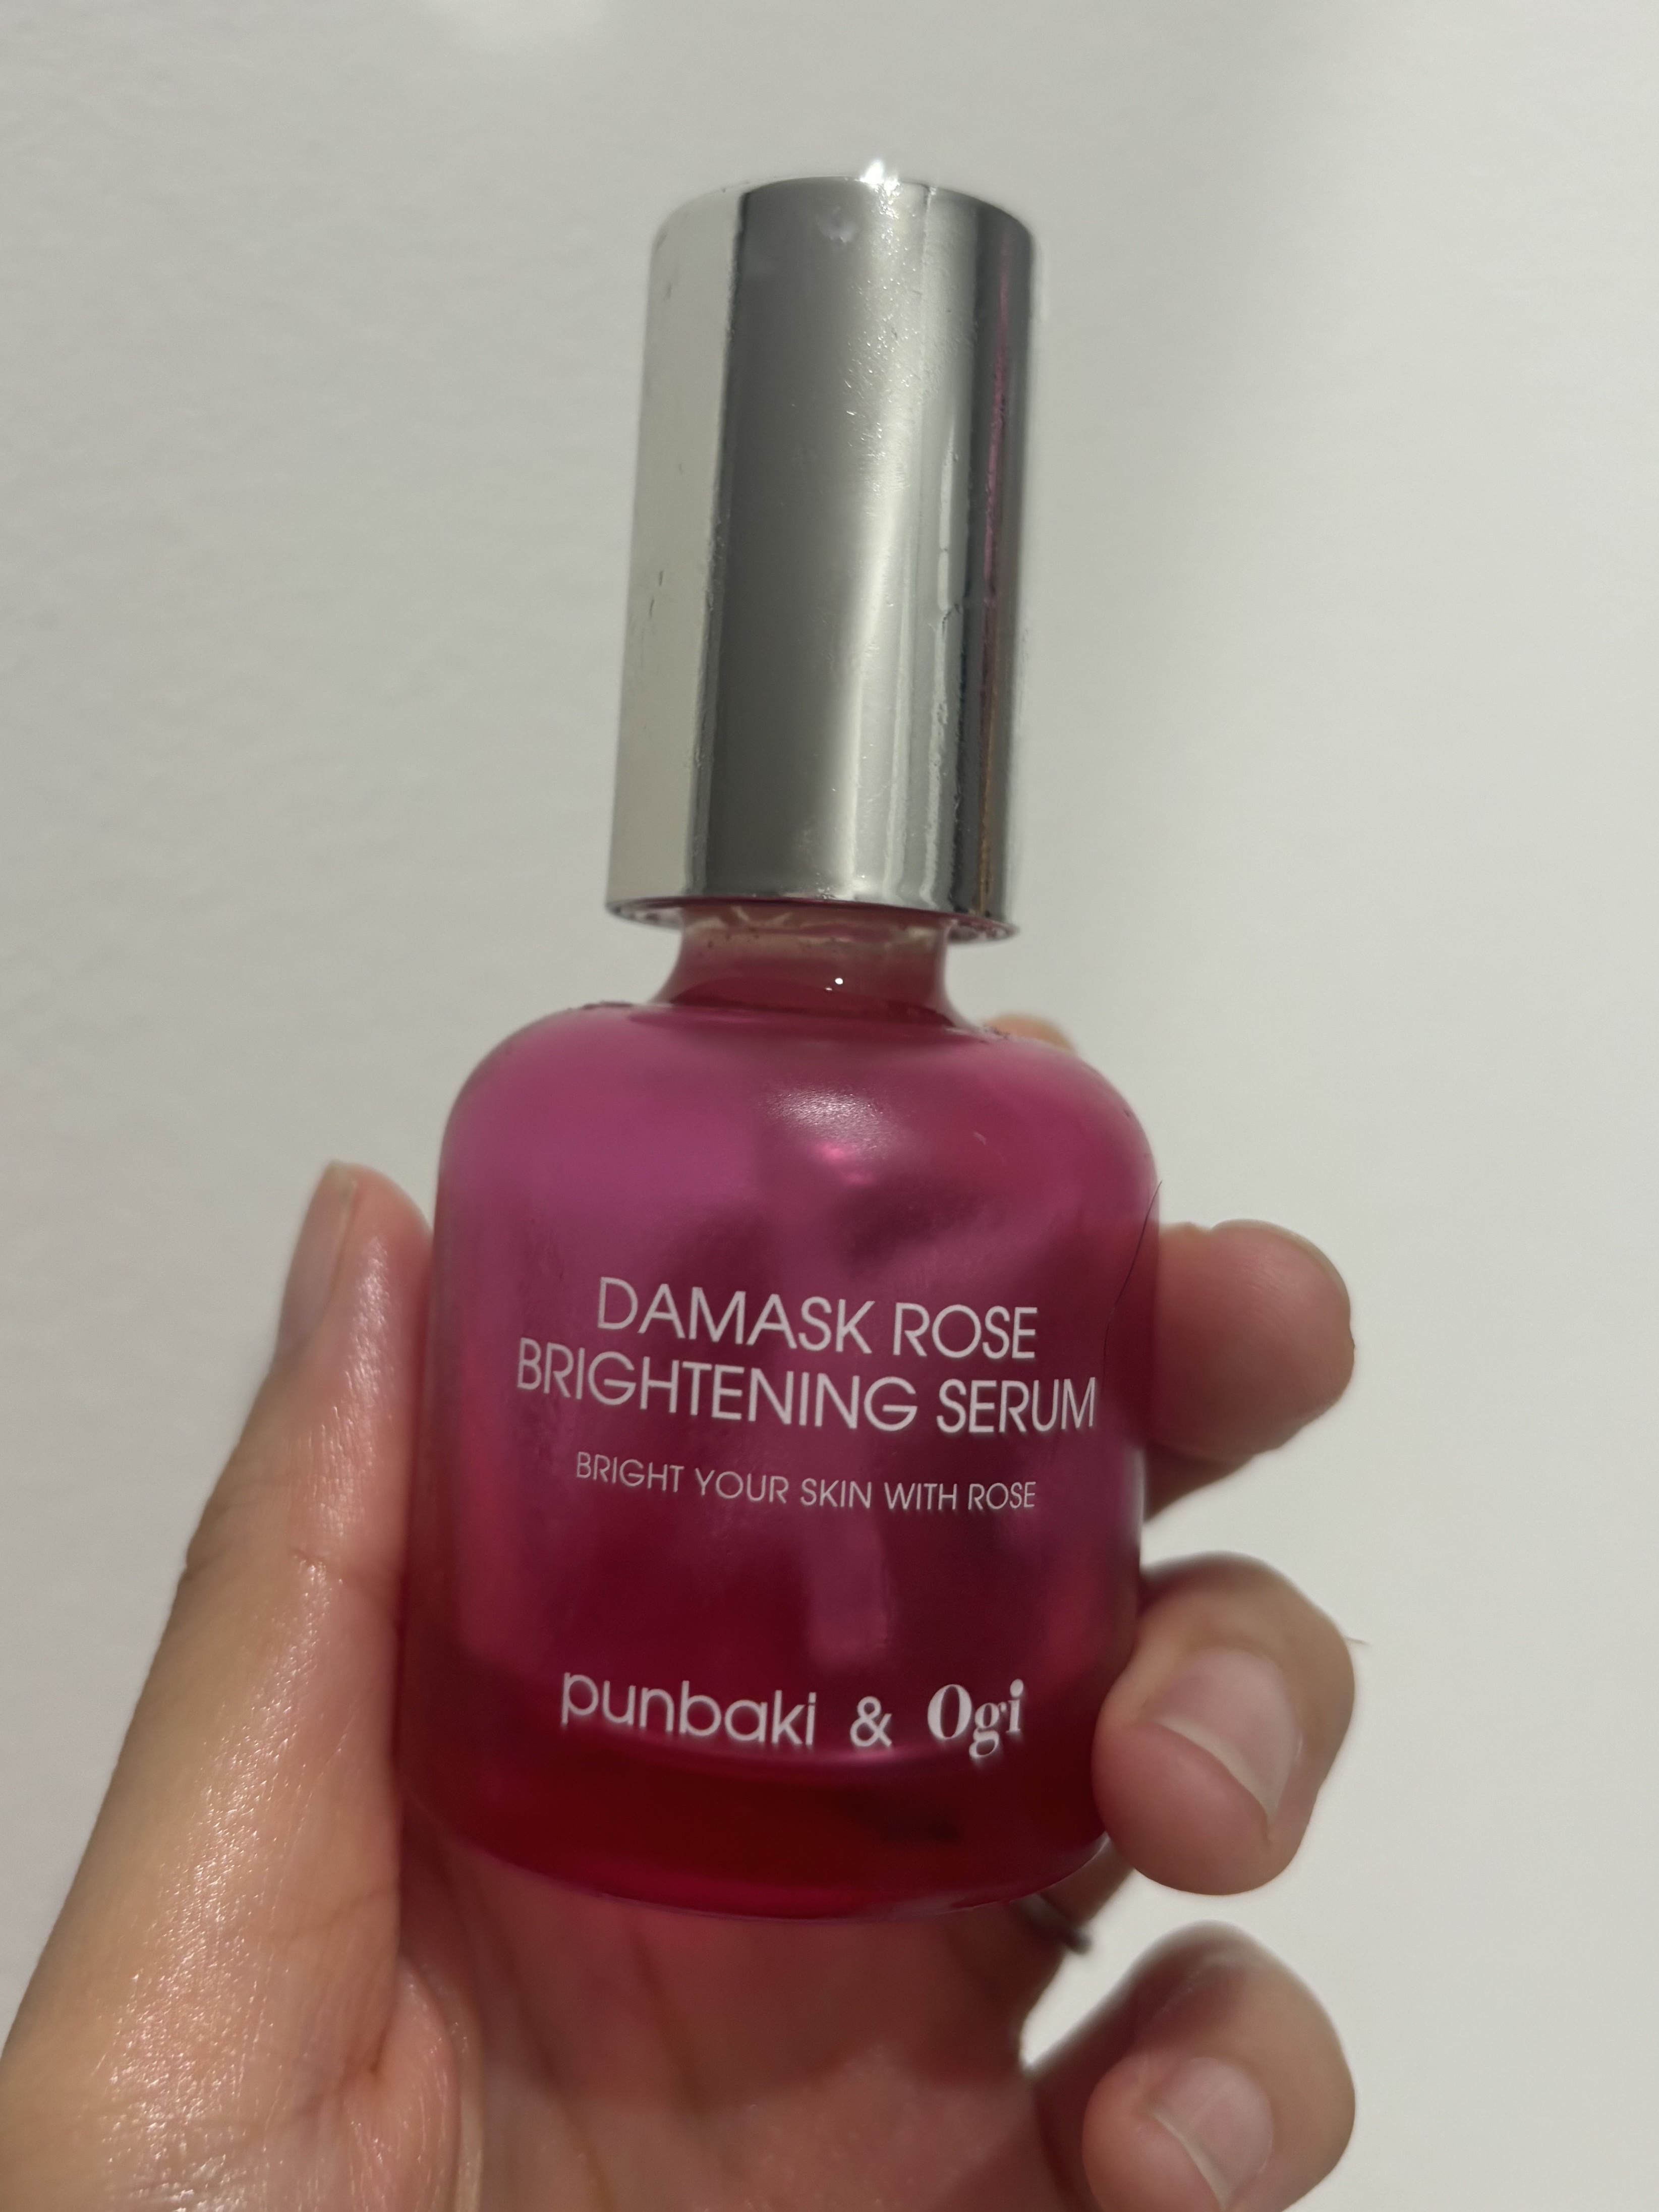 DAMASK ROSE
BRIGHTENING SERUM
BRIGHT YOUR SKIN WITH ROSE
punbaki & Ogi